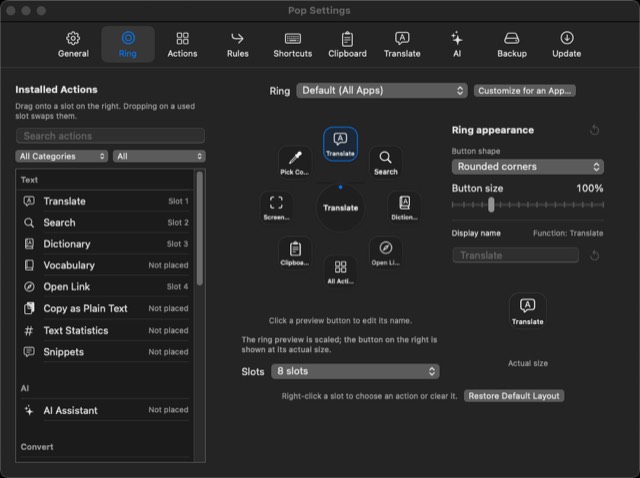 Pop Settings
General
Ring
Actions
Rules
Shortcuts
Clipboard
Translate
AI
Backup
Update
Installed Actions
Drag onto a slot on the right. Dropping on a used
slot swaps them.
Search actions
All Categories
All
Text
Translate Slot 1
Search Slot 2
Dictionary Slot 3
Vocabulary Not placed
Open Link Slot 4
Copy as Plain Text Not placed
# Text Statistics Not placed
Snippets Not placed
AI
AI Assistant Not placed
Convert
Ring Default (All Apps) Customize for an App...
Translate
Pick Co...
Search
Screen...
Translate
Diction...
Clipboa...
Open Li...
All Acti...
Click a preview button to edit its name.
The ring preview is scaled; the button on the right is
shown at its actual size.
Slots 8 slots
Right-click a slot to choose an action or clear it. Restore Default Layout
Ring appearance
Button shape
Rounded corners
Button size 100%
Display name Function: Translate
Translate
Translate
Actual size